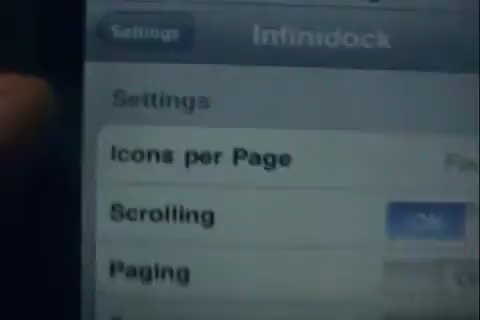 Settings
Infinidock
Settings
Icons per Page
Scrolling
ON
Paging